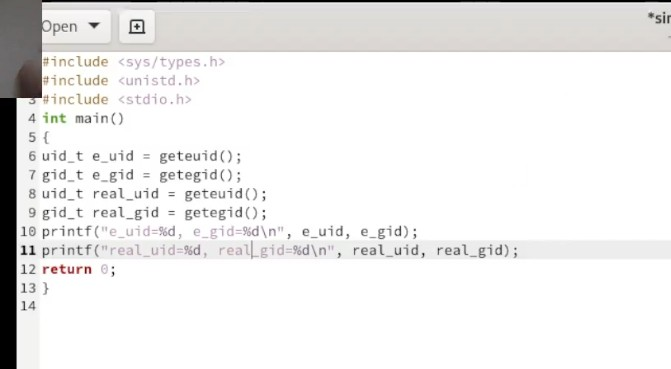 Open
*sir
#include <sys/types.h>
#include <unistd.h>
3 #include <stdio.h>
4 int main()
5 {
6 uid_t e_uid = geteuid();
7 gid_t e_gid = getegid();
8 uid_t real_uid = geteuid();
9 gid_t real_gid = getegid();
10 printf("e_uid=%d, e_gid=%d\n", e_uid, e_gid);
11 printf("real_uid=%d, real_gid=%d\n", real_uid, real_gid);
12 return 0;
13 }
14